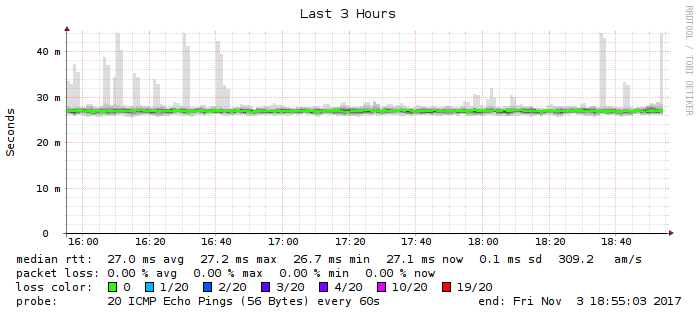 Last 3 Hours
RRDTOOL / TOBI OETIKER
Seconds
40 m
30 m
20 m
10 m
0
16:00 16:20 16:40 17:00 17:20 17:40 18:00 18:20 18:40
median rtt: 27.0 ms avg 27.2 ms max 26.7 ms min 27.1 ms now 0.1 ms sd 309.2 am/s
packet loss: 0.00 % avg 0.00 % max 0.00 % min 0.00 % now
loss color: 0 1/20 2/20 3/20 4/20 10/20 19/20
probe: 20 ICMP Echo Pings (56 Bytes) every 60s end: Fri Nov 3 18:55:03 2017